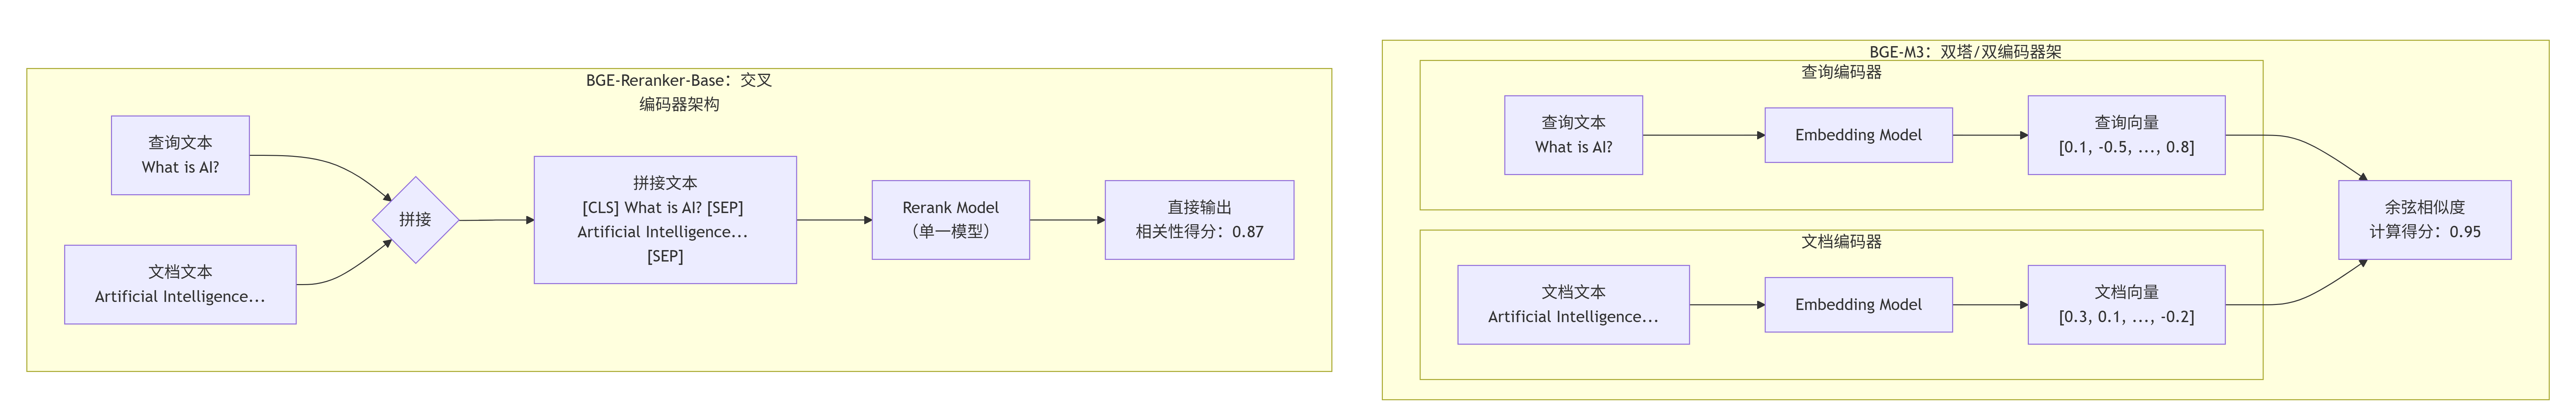 BGE-Reranker-Base：交叉
编码器架构
查询文本
What is AI?
文档文本
Artificial Intelligence...
拼接
拼接文本
[CLS] What is AI? [SEP]
Artificial Intelligence...
[SEP]
Rerank Model
（单一模型）
直接输出
相关性得分：0.87
BGE-M3：双塔/双编码器架
查询编码器
查询文本
What is AI?
Embedding Model
查询向量
[0.1, -0.5, ..., 0.8]
文档编码器
文档文本
Artificial Intelligence...
Embedding Model
文档向量
[0.3, 0.1, ..., -0.2]
余弦相似度
计算得分：0.95